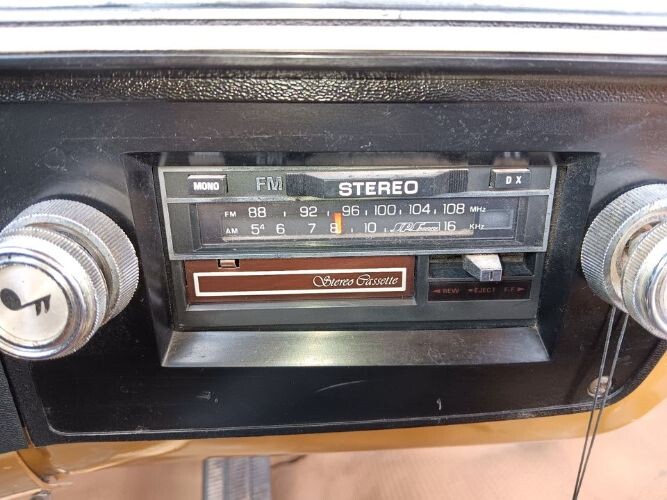 MONO FM STEREO DX
FM 88 92 96 100 104 108 MHz
AM 5⁴ 6 7 8 10 16 KHz
Stereo Cassette
◄ REW ●EJECT F.F ►